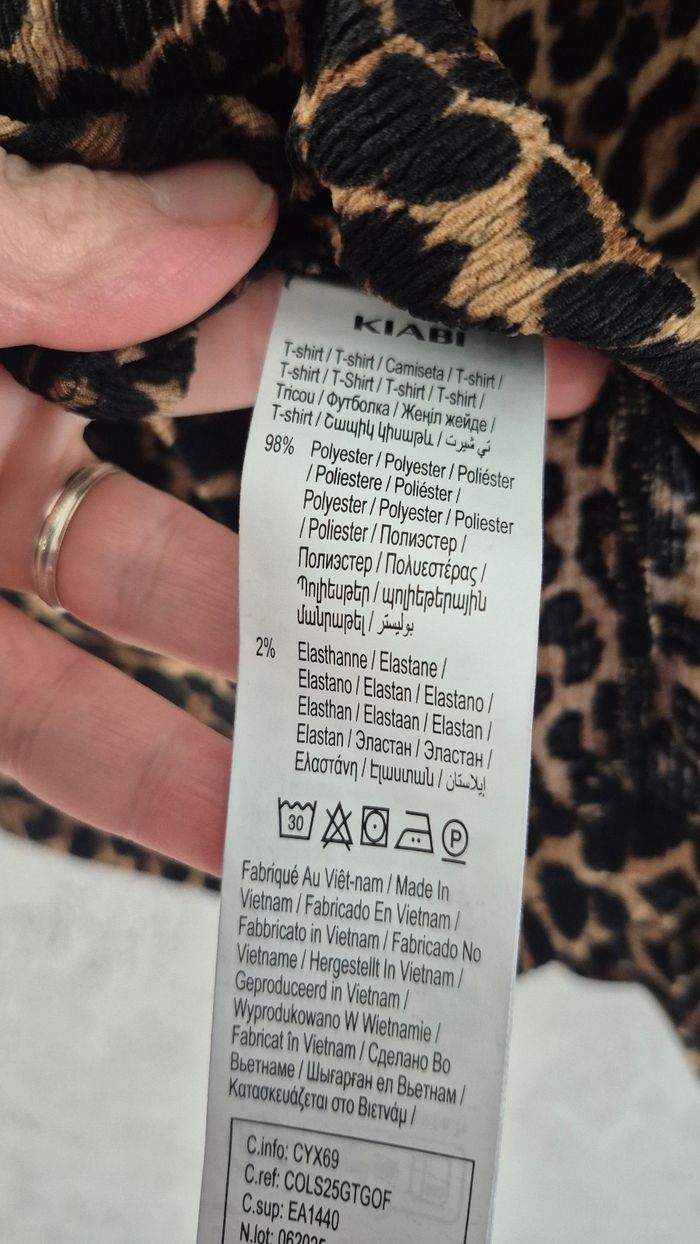 KIABI
T-shirt / T-shirt / Camiseta / T-shirt /
T-shirt / T-Shirt / T-shirt / T-shirt /
Tricou / Футболка / Жеңіл жейде /
T-shirt / Շապիկ կիսաթև / تي شيرت
98% Polyester / Polyester / Poliéster
/ Poliestere / Poliéster /
Polyester / Polyester / Poliester
/ Poliester / Полиэстер /
Полиэстер / Πολυεστέρας /
Պոլիեսթեր / պոլիեթերային
մանրաթել / بوليستر
2% Elasthanne / Elastane /
Elastano / Elastan / Elastano /
Elasthan / Elastaan / Elastan /
Elastan / Эластан / Эластан /
Ελαστάνη / Էլաստան / إيلاستان
30
P
Fabriqué Au Viêt-nam / Made In
Vietnam / Fabricado En Vietnam /
Fabbricato in Vietnam / Fabricado No
Vietname / Hergestellt In Vietnam /
Geproduceerd in Vietnam /
Wyprodukowano W Wietnamie /
Fabricat în Vietnam / Сделано Во
Вьетнаме / Шығарған ел Вьетнам /
Κατασκευάζεται στο Βιετνάμ /
C.info: CYX69
C.ref: COLS25GTGOF
C.sup: EA1440
N.lot: